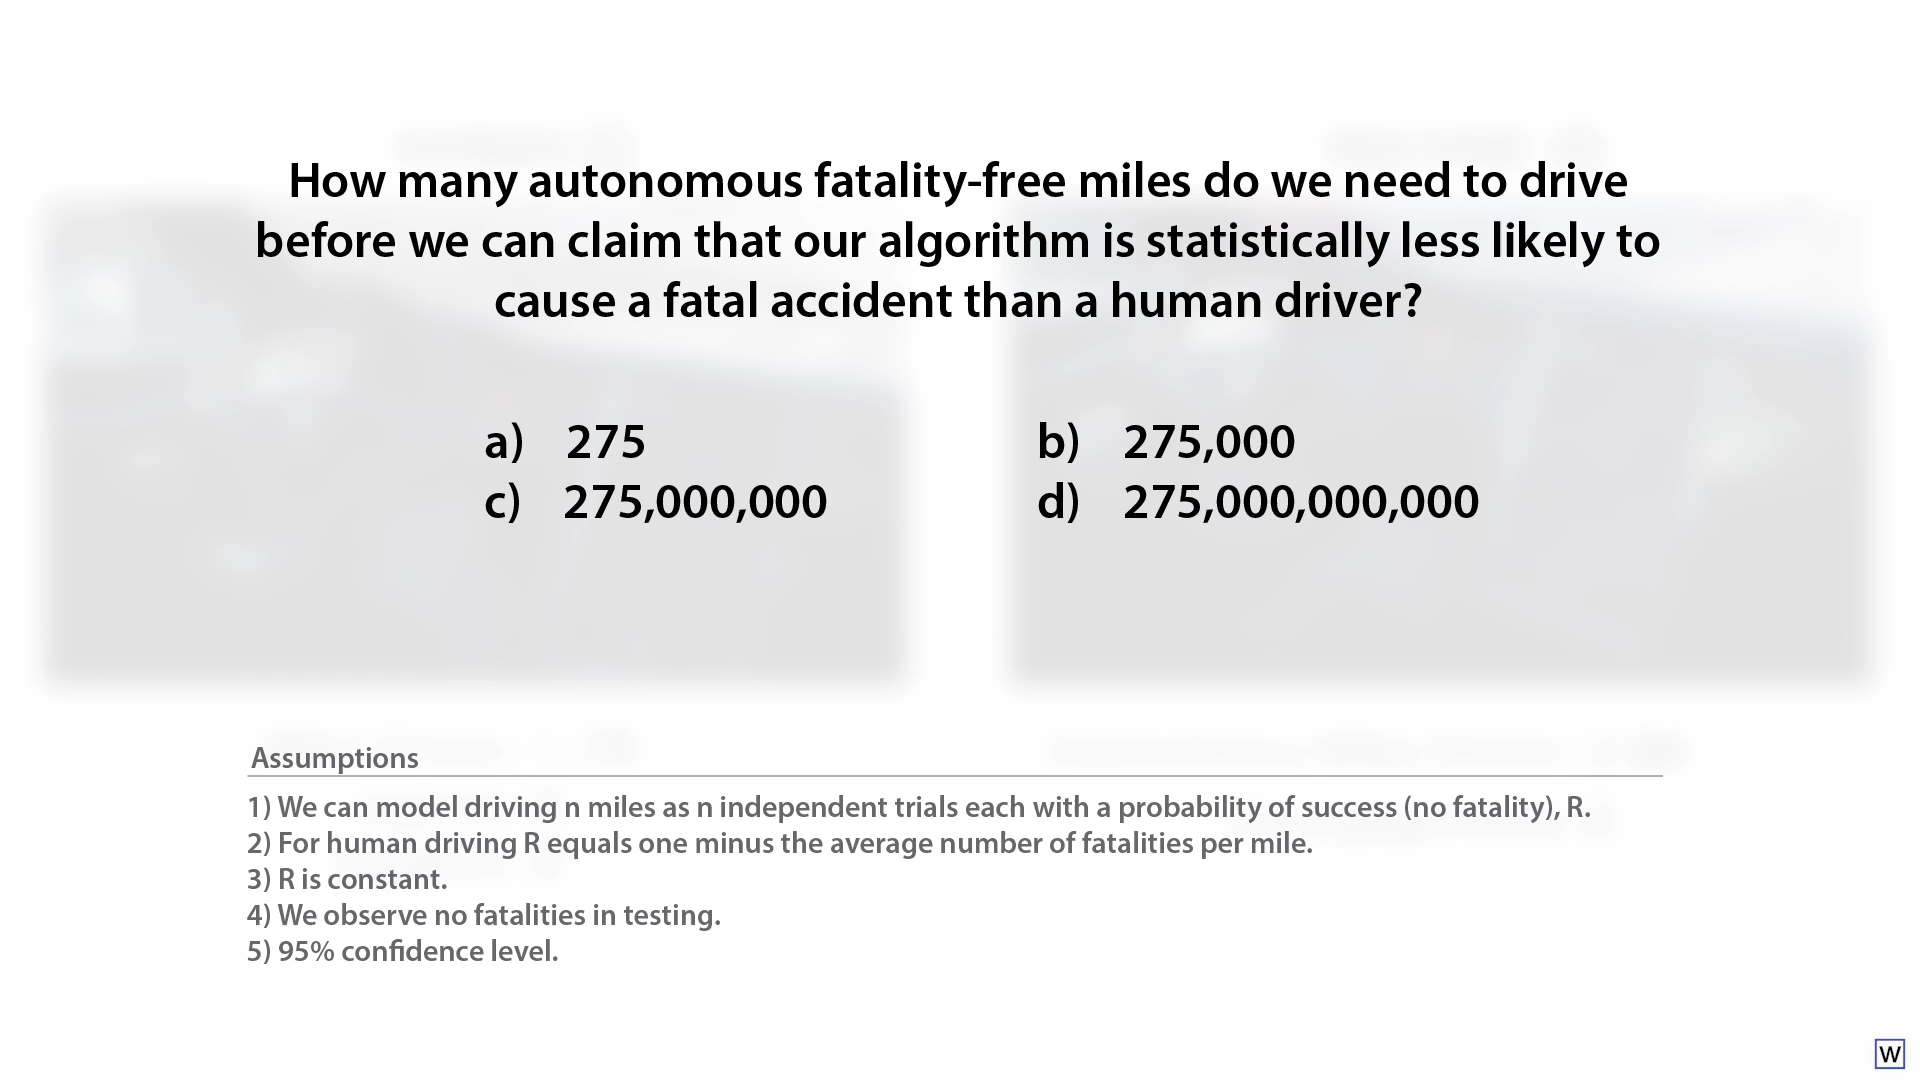 How many autonomous fatality-free miles do we need to drive
before we can claim that our algorithm is statistically less likely to
cause a fatal accident than a human driver?
a) 275
b) 275,000
c) 275,000,000
d) 275,000,000,000
Assumptions
1) We can model driving n miles as n independent trials each with a probability of success (no fatality), R.
2) For human driving R equals one minus the average number of fatalities per mile.
3) R is constant.
4) We observe no fatalities in testing.
5) 95% confidence level.
W